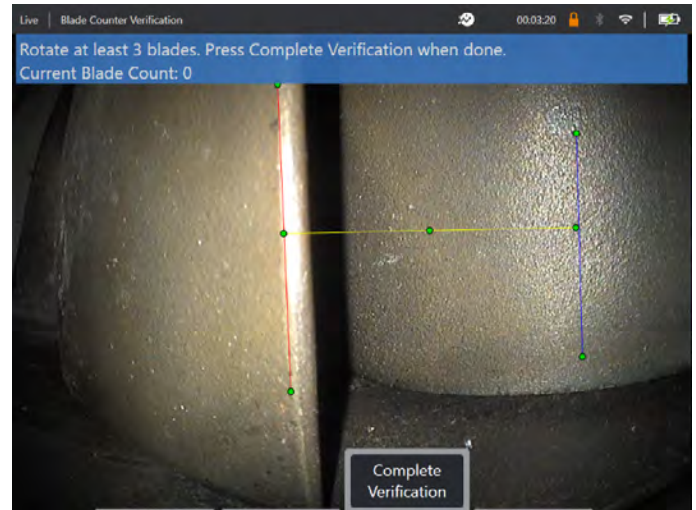 Live | Blade Counter Verification
00:03:20
Rotate at least 3 blades. Press Complete Verification when done.
Current Blade Count: 0
Complete
Verification